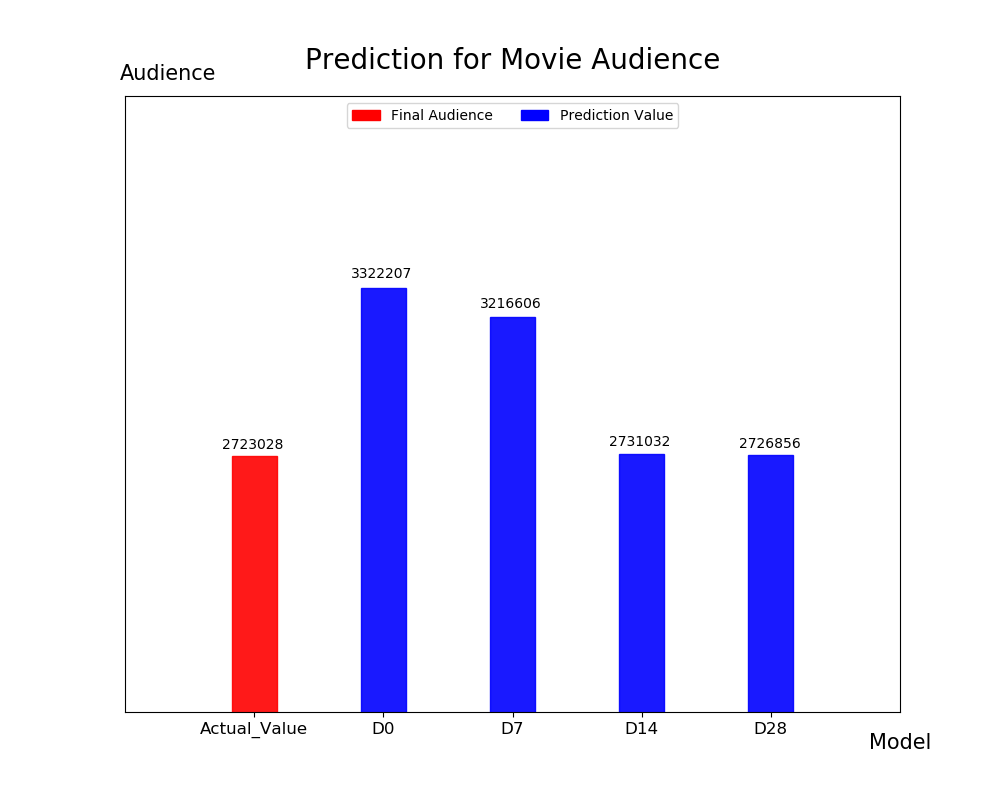 Prediction for Movie Audience
Audience
Final Audience
Prediction Value
3322207
3216606
2723028
2731032
2726856
Actual_Value
D0
D7
D14
D28
Model